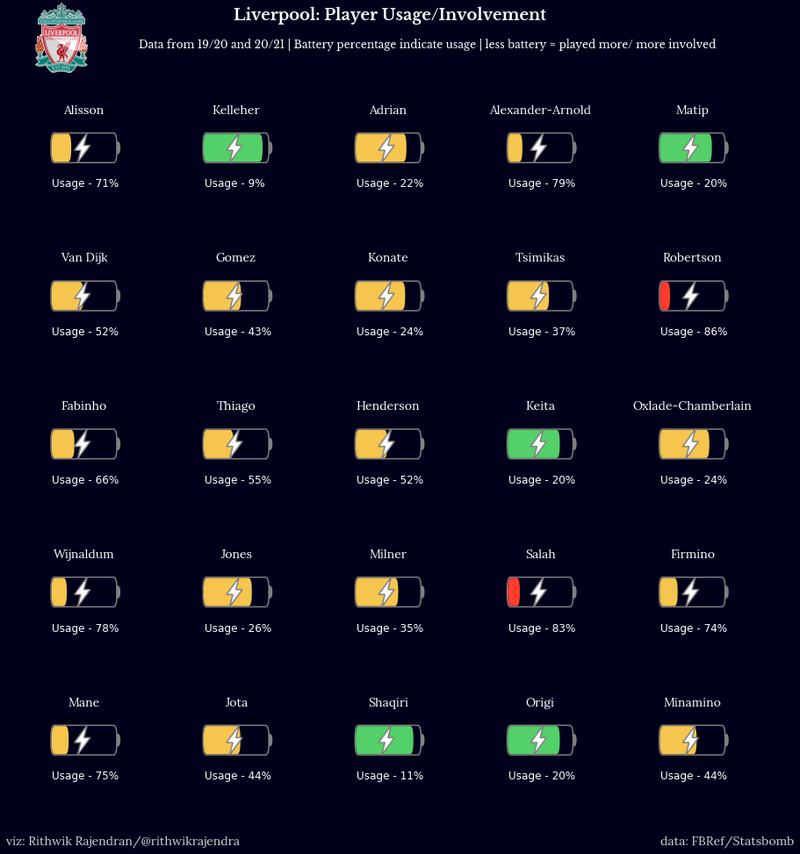 Liverpool: Player Usage/Involvement
LIVERPOOL
Data from 19/20 and 20/21 | Battery percentage indicate usage | less battery = played more/ more involved
Alisson Kelleher Adrian Alexander-Arnold Matip
Usage - 71% Usage - 9% Usage - 22% Usage - 79% Usage - 20%
Van Dijk Gomez Konate Tsimikas Robertson
Usage - 52% Usage - 43% Usage - 24% Usage - 37% Usage - 86%
Fabinho Thiago Henderson Keita Oxlade-Chamberlain
Usage - 66% Usage - 55% Usage - 52% Usage - 20% Usage - 24%
Wijnaldum Jones Milner Salah Firmino
Usage - 78% Usage - 26% Usage - 35% Usage - 83% Usage - 74%
Mane Jota Shaqiri Origi Minamino
Usage - 75% Usage - 44% Usage - 11% Usage - 20% Usage - 44%
viz: Rithwik Rajendran/@rithwikrajendra data: FBRef/Statsbomb